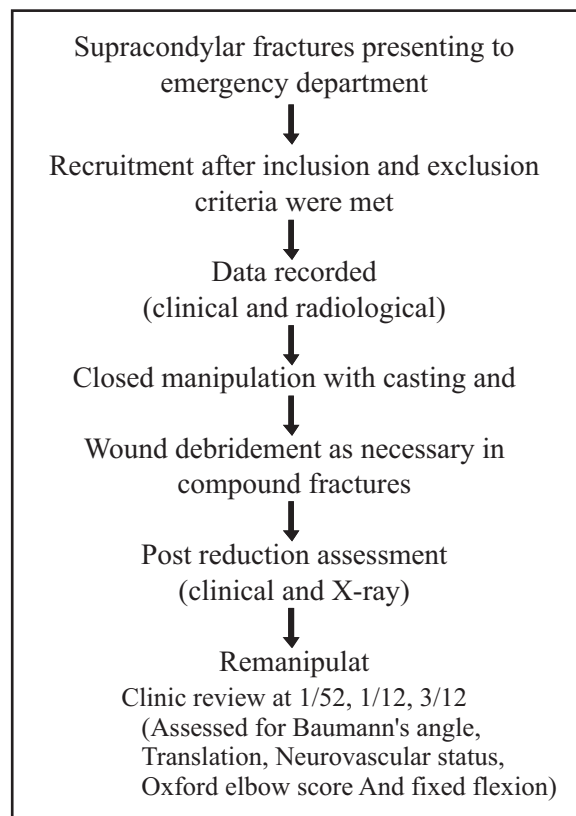 Supracondylar fractures presenting to
emergency department
Recruitment after inclusion and exclusion
criteria were met
Data recorded
(clinical and radiological)
Closed manipulation with casting and
Wound debridement as necessary in
compound fractures
Post reduction assessment
(clinical and X-ray)
Remanipulat
Clinic review at 1/52, 1/12, 3/12
(Assessed for Baumann's angle,
Translation, Neurovascular status,
Oxford elbow score And fixed flexion)